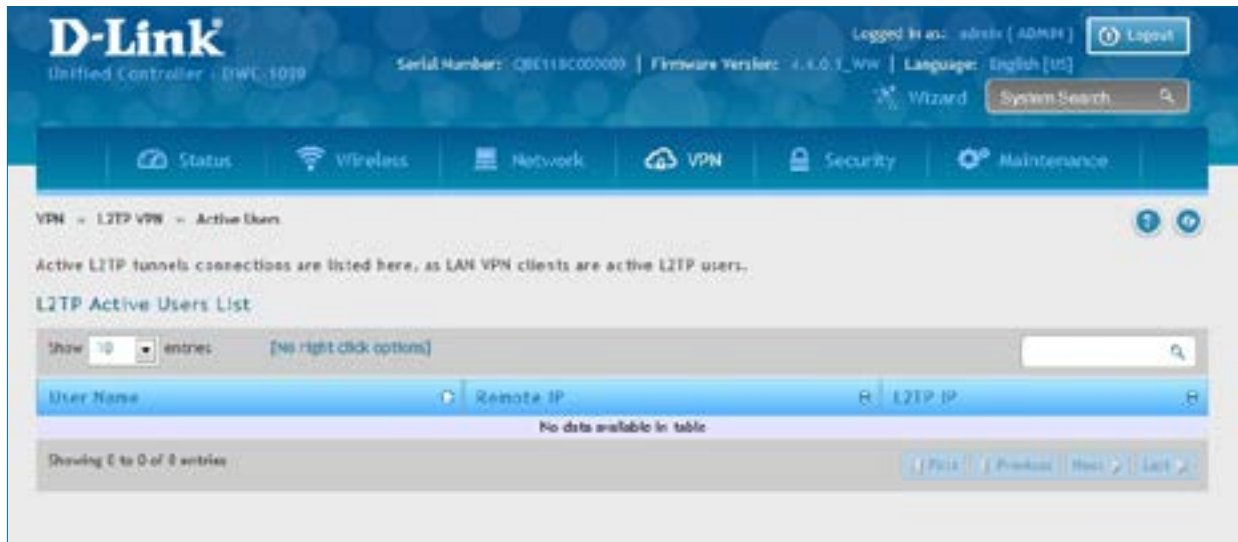 D-Link
Unified Controller - DWC-1000
Logged in as: admin [ ADMIN ] Logout
Serial Number: | Firmware Version: _WW | Language: English [US]
Wizard System Search
Status Wireless Network VPN Security Maintenance
VPN » L2TP VPN » Active Users
Active L2TP tunnels connections are listed here, as LAN VPN clients are active L2TP users.
L2TP Active Users List
Show 10 entries [No right click options]
User Name Remote IP L2TP IP
No data available in table
Showing 0 to 0 of 0 entries
First Previous Next Last